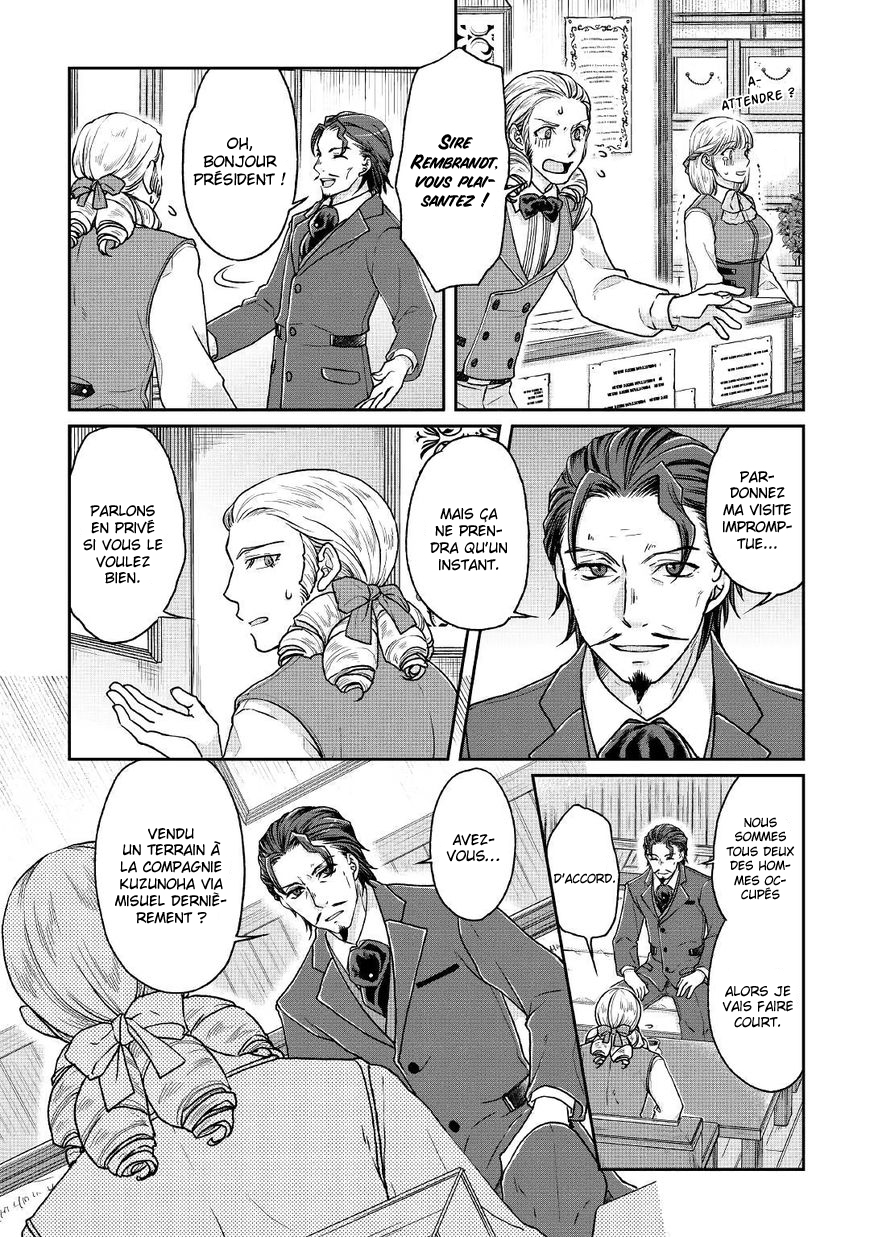 A...
ATTENDRE ?
SIRE
REMBRANDT,
VOUS PLAI-
SANTEZ !
OH,
BONJOUR
PRÉSIDENT !
PAR-
DONNEZ
MA VISITE
IMPROMP-
TUE...
MAIS ÇA
NE PREN-
DRA QU'UN
INSTANT.
PARLONS
EN PRIVÉ
SI VOUS LE
VOULEZ
BIEN.
NOUS
SOMMES
TOUS DEUX
DES HOM-
MES OC-
CUPÉS
ALORS JE
VAIS FAIRE
COURT.
D'ACCORD.
AVEZ-
VOUS...
VENDU
UN TERRAIN À
LA COMPAGNIE
KUZUNOHA VIA
MISUEL DERNIÈ-
REMENT ?